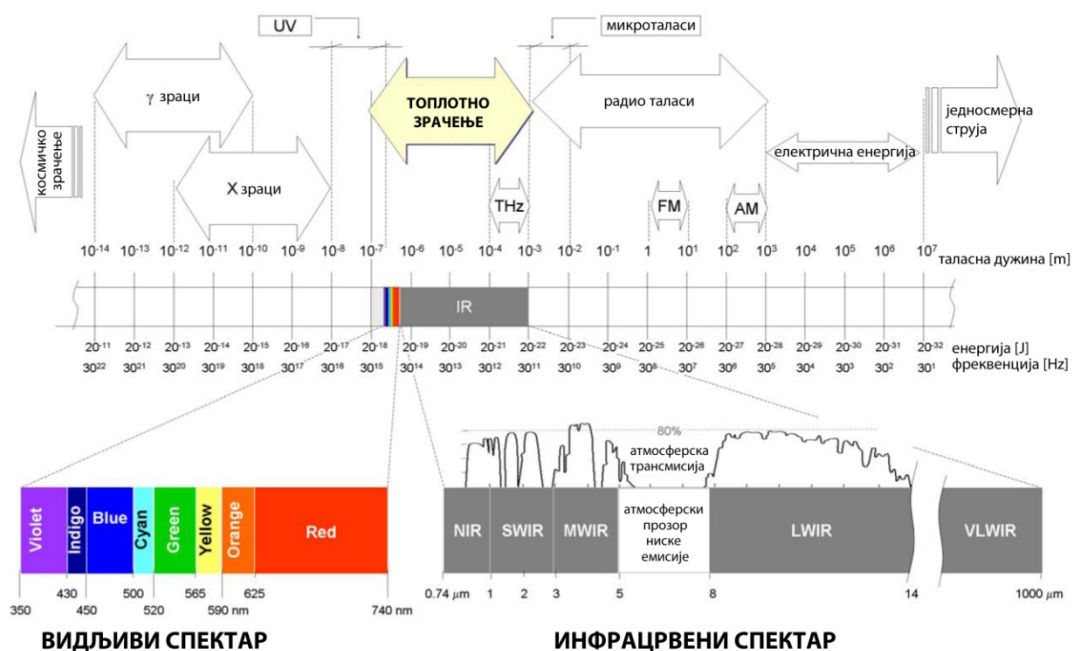 UV
микроталаси
γ зраци
ТОПЛОТНО
ЗРАЧЕЊЕ
радио таласи
једносмерна
струја
космичко
зрачење
X зраци
електрична енергија
THz
FM
AM
10⁻¹⁴ 10⁻¹³ 10⁻¹² 10⁻¹¹ 10⁻¹⁰ 10⁻⁹ 10⁻⁸ 10⁻⁷ 10⁻⁶ 10⁻⁵ 10⁻⁴ 10⁻³ 10⁻² 10⁻¹ 1 10¹ 10² 10³ 10⁴ 10⁵ 10⁶ 10⁷ таласна дужина [m]
IR
20⁻¹¹ 20⁻¹² 20⁻¹³ 20⁻¹⁴ 20⁻¹⁵ 20⁻¹⁶ 20⁻¹⁷ 20⁻¹⁸ 20⁻¹⁹ 20⁻²⁰ 20⁻²¹ 20⁻²² 20⁻²³ 20⁻²⁴ 20⁻²⁵ 20⁻²⁶ 20⁻²⁷ 20⁻²⁸ 20⁻²⁹ 20⁻³⁰ 20⁻³¹ 20⁻³² енергија [J]
30²² 30²¹ 30²⁰ 30¹⁹ 30¹⁸ 30¹⁷ 30¹⁶ 30¹⁵ 30¹⁴ 30¹³ 30¹² 30¹¹ 30¹⁰ 30⁹ 30⁸ 30⁷ 30⁶ 30⁵ 30⁴ 30³ 30² 30¹ фреквенција [Hz]
80%
атмосферска
трансмисија
Violet
Indigo
Blue
Cyan
Green
Yellow
Orange
Red
350 430 450 500 520 565 590 nm 625 740 nm
NIR
SWIR
MWIR
атмосферски
прозор
ниске
емисије
LWIR
VLWIR
0.74 µm 1 2 3 5 8 14 1000 µm
ВИДЉИВИ СПЕКТАР
ИНФРАЦРВЕНИ СПЕКТАР